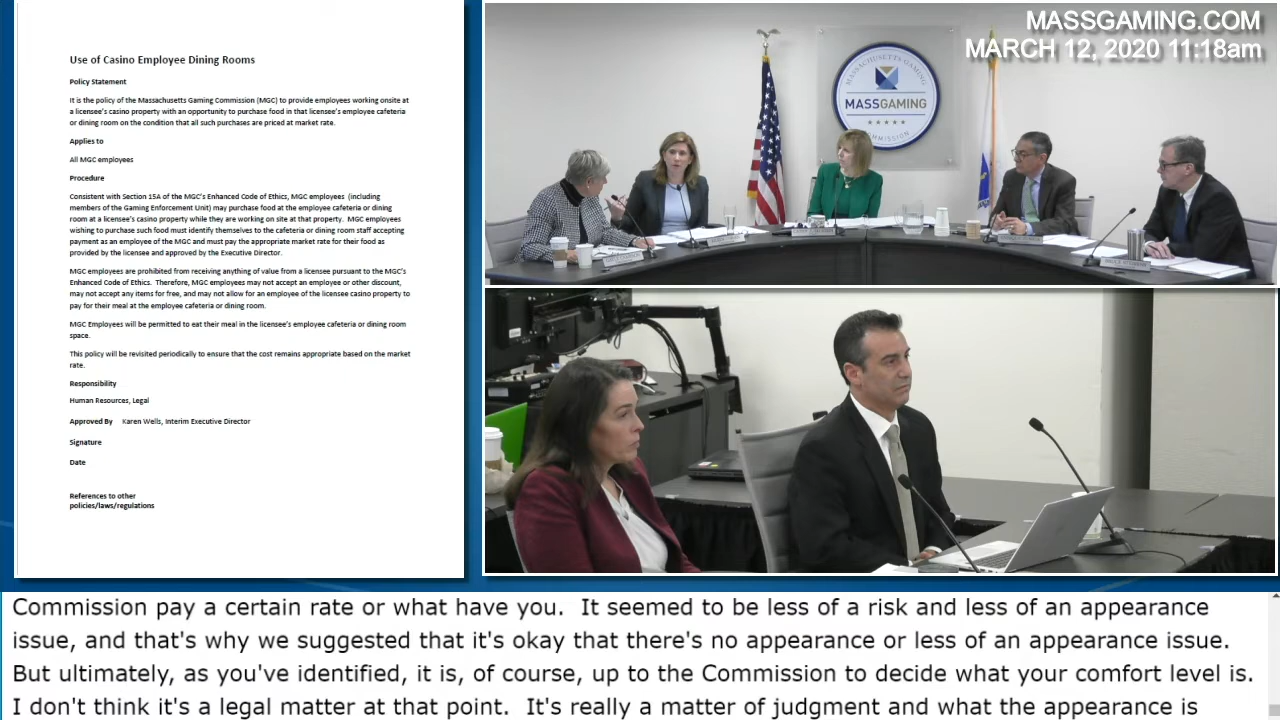 Use of Casino Employee Dining Rooms
Policy Statement
It is the policy of the Massachusetts Gaming Commission (MGC) to provide employees working onsite at
a licensee's casino property with an opportunity to purchase food in that licensee's employee cafeteria
or dining room on the condition that all such purchases are priced at market rate.
Applies to
All MGC employees
Procedure
Consistent with Section 15A of the MGC's Enhanced Code of Ethics, MGC employees (including
members of the Gaming Enforcement Unit) may purchase food at the employee cafeteria or dining
room at a licensee's casino property while they are working on site at that property. MGC employees
wishing to purchase such food must identify themselves to the cafeteria or dining room staff accepting
payment as an employee of the MGC and must pay the appropriate market rate for their food as
provided by the licensee and approved by the Executive Director.
MGC employees are prohibited from receiving anything of value from a licensee pursuant to the MGC's
Enhanced Code of Ethics. Therefore, MGC employees may not accept an employee or other discount,
may not accept any items for free, and may not allow for an employee of the licensee casino property to
pay for their meal at the employee cafeteria or dining room.
MGC Employees will be permitted to eat their meal in the licensee's employee cafeteria or dining room
space.
This policy will be revisited periodically to ensure that the cost remains appropriate based on the market
rate.
Responsibility
Human Resources, Legal
Approved By Karen Wells, Interim Executive Director
Signature
Date
References to other
policies/laws/regulations
MASSGAMING.COM
MARCH 12, 2020 11:18am
MASSACHUSETTS GAMING
MASSGAMING
COMMISSION
Commission pay a certain rate or what have you. It seemed to be less of a risk and less of an appearance
issue, and that's why we suggested that it's okay that there's no appearance or less of an appearance issue.
But ultimately, as you've identified, it is, of course, up to the Commission to decide what your comfort level is.
I don't think it's a legal matter at that point. It's really a matter of judgment and what the appearance is